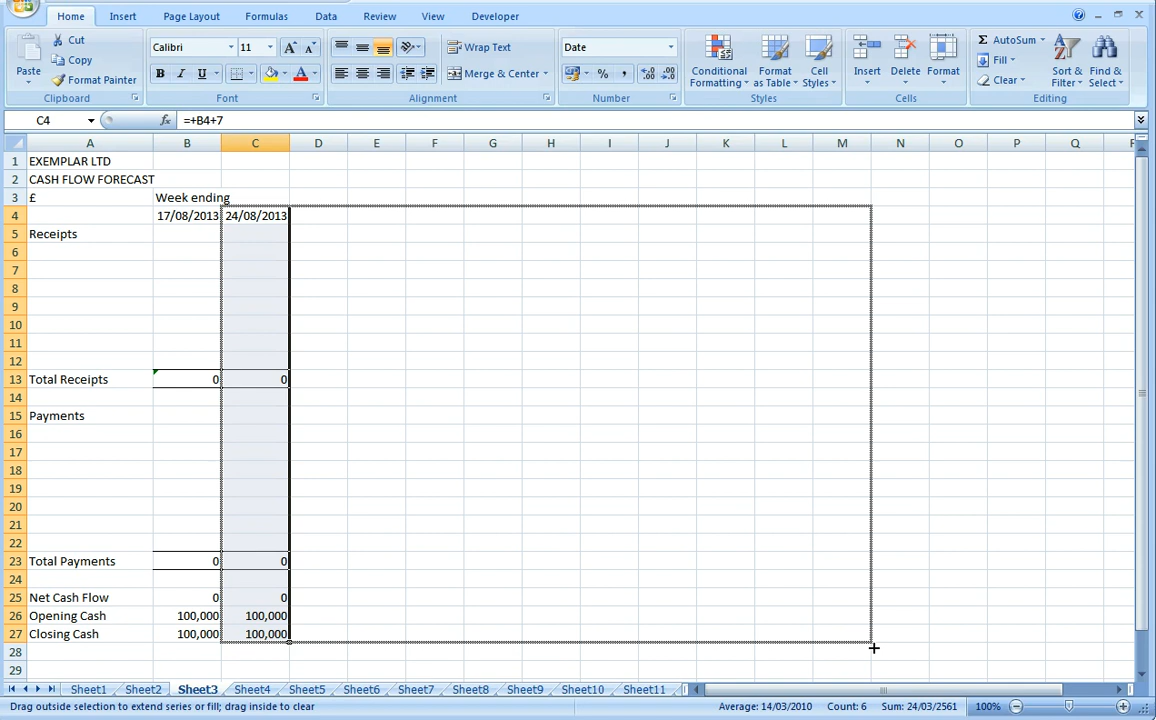 Home Insert Page Layout Formulas Data Review View Developer
Cut Calibri 11 Wrap Text Date AutoSum
Copy Fill
Paste Format Painter B I U Merge & Center % , Conditional Formatting Format as Table Cell Styles Insert Delete Format Clear Sort & Filter Find & Select
Clipboard Font Alignment Number Styles Cells Editing
C4 fx =+B4+7
A B C D E F G H I J K L M N O P Q
1 EXEMPLAR LTD
2 CASH FLOW FORECAST
3 £ Week ending
4 17/08/2013 24/08/2013
5 Receipts
6
7
8
9
10
11
12
13 Total Receipts 0 0
14
15 Payments
16
17
18
19
20
21
22
23 Total Payments 0 0
24
25 Net Cash Flow 0 0
26 Opening Cash 100,000 100,000
27 Closing Cash 100,000 100,000
28
29
Sheet1 Sheet2 Sheet3 Sheet4 Sheet5 Sheet6 Sheet7 Sheet8 Sheet9 Sheet10 Sheet11
Drag outside selection to extend series or fill; drag inside to clear Average: 14/03/2010 Count: 6 Sum: 24/03/2561 100%